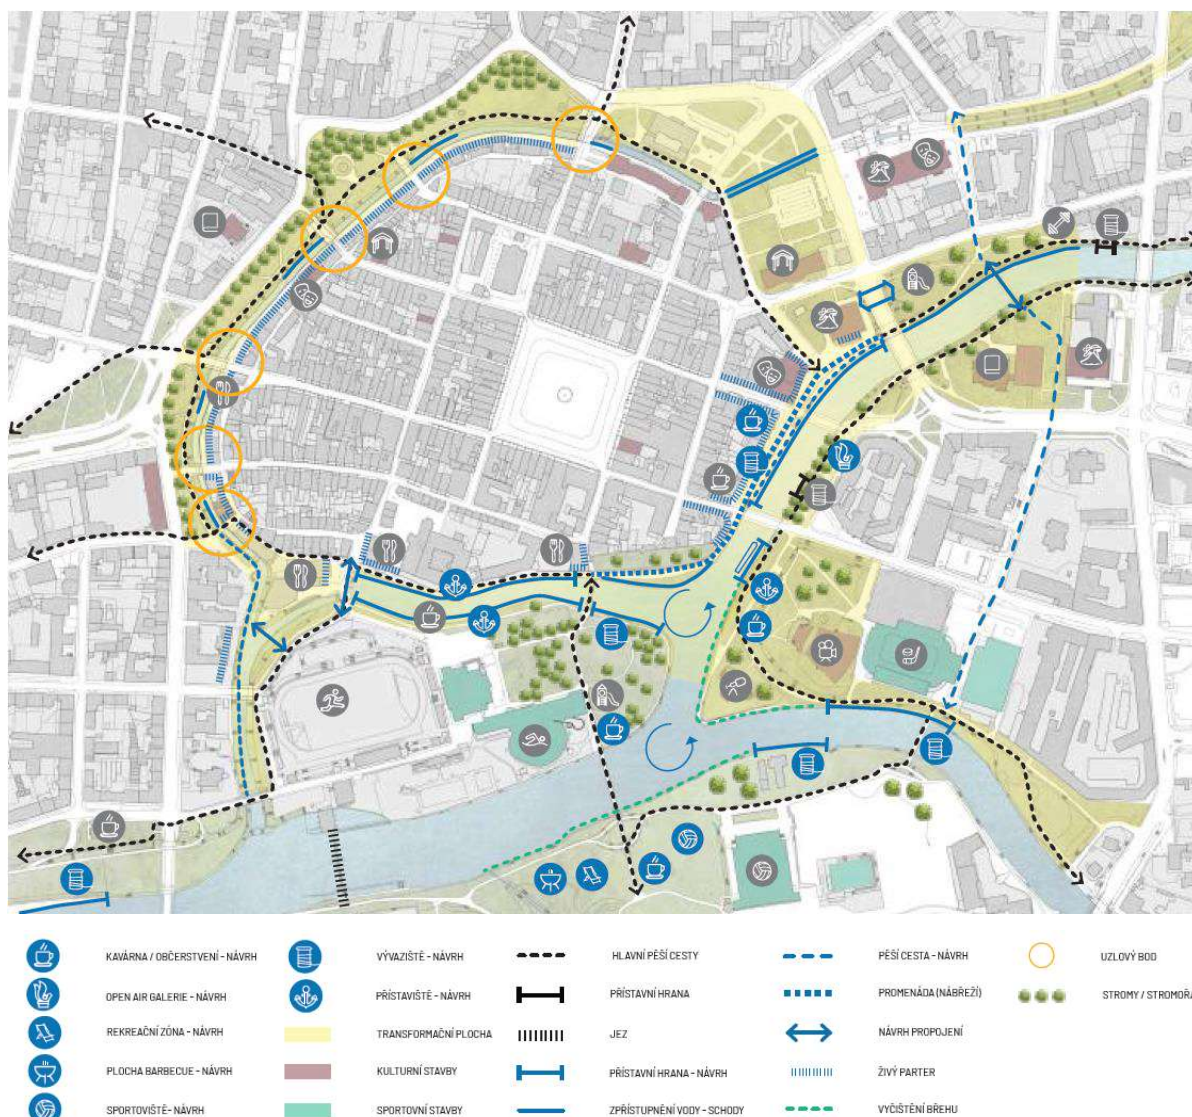 KAVÁRNA / OBČERSTVENÍ - NÁVRH
OPEN AIR GALERIE - NÁVRH
REKREAČNÍ ZÓNA - NÁVRH
PLOCHA BARBECUE - NÁVRH
SPORTOVIŠTĚ - NÁVRH
VÝVAZIŠTĚ - NÁVRH
PŘÍSTAVIŠTĚ - NÁVRH
TRANSFORMAČNÍ PLOCHA
KULTURNÍ STAVBY
SPORTOVNÍ STAVBY
HLAVNÍ PĚŠÍ CESTY
PŘÍSTAVNÍ HRANA
JEZ
PŘÍSTAVNÍ HRANA - NÁVRH
ZPŘÍSTUPNĚNÍ VODY - SCHODY
PĚŠÍ CESTA - NÁVRH
PROMENÁDA (NÁBŘEŽÍ)
NÁVRH PROPOJENÍ
ŽIVÝ PARTER
VYČIŠTĚNÍ BŘEHU
UZLOVÝ BOD
STROMY /